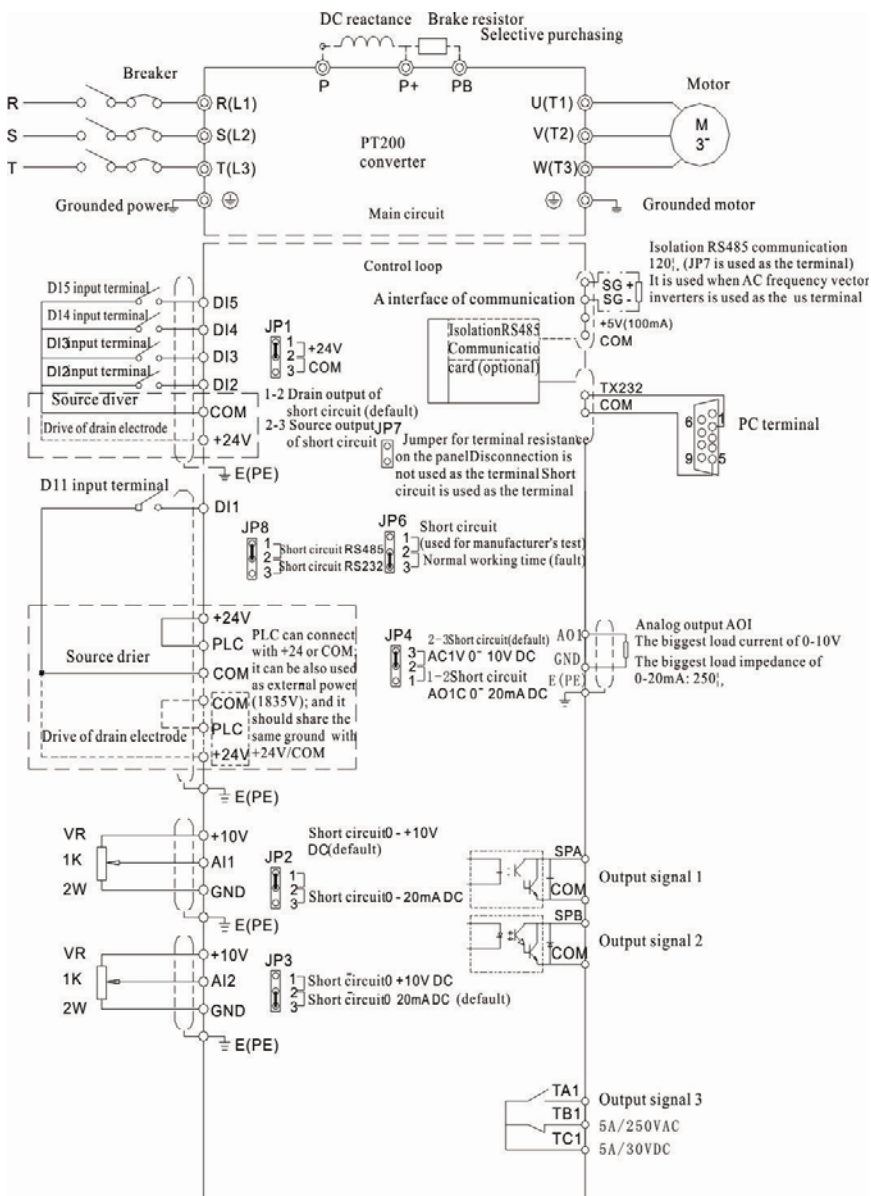 DC reactance Brake resistor
Selective purchasing
Breaker
P P+ PB
Motor
R R(L1) U(T1)
S S(L2) V(T2) M
3~
T T(L3) W(T3)
PT200
converter
Grounded power Grounded motor
Main circuit
Control loop
Isolation RS485 communication
120¦, (JP7 is used as the terminal)
It is used when AC frequency vector
inverters is used as the us terminal
SG +
SG -
A interface of communication
+5V(100mA)
COM
IsolationRS485
Communicatio
card (optional)
TX232
COM
6 1
9 5
PC terminal
D15 input terminal
DI5
D14 input terminal
DI4
DI3input terminal
DI3
DI2input terminal
DI2
Source diver
COM
Drive of drain electrode
+24V
E(PE)
JP1
1
2
3
+24V
COM
1-2 Drain output of
short circuit (default)
2-3 Source output
of short circuit
JP7
Jumper for terminal resistance
on the panelDisconnection is
not used as the terminal Short
circuit is used as the terminal
D11 input terminal
DI1
JP8
1
2
3
Short circuit RS485
Short circuit RS232
JP6
1
2
3
Short circuit
(used for manufacturer's test)
Normal working time (fault)
+24V
PLC
Source drier
COM
COM
PLC
Drive of drain electrode
+24V
E(PE)
PLC can connect
with +24 or COM;
it can be also used
as external power
(1835V); and it
should share the
same ground with
+24V/COM
JP4
3
2
1
2-3Short circuit(default)
AC1V 0~ 10V DC
1-2Short circuit
AO1C 0~ 20mA DC
AO1
GND
E (PE)
Analog output AOI
The biggest load current of 0-10V
The biggest load impedance of
0-20mA: 250¦,
VR +10V
1K AI1
2W GND
E(PE)
JP2
1
2
3
Short circuit0 - +10V
DC(default)
Short circuit0 - 20mA DC
SPA
COM
Output signal 1
SPB
COM
Output signal 2
VR +10V
1K AI2
2W GND
E(PE)
JP3
1
2
3
Short circuit0 +10V DC
Short circuit0 20mA DC (default)
TA1
TB1
TC1
Output signal 3
5A/250VAC
5A/30VDC